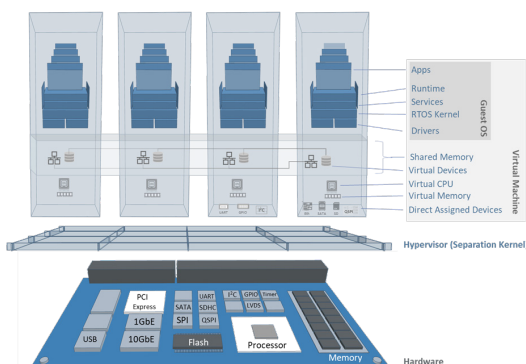 Apps
Runtime
Services
RTOS Kernel
Drivers
Guest OS
Shared Memory
Virtual Devices
Virtual CPU
Virtual Memory
Direct Assigned Devices
Virtual Machine
UART
I²C
QSPI
Hypervisor (Separation Kernel
PCI
Express
SATA
UART
SDHC
I²C
GPIO
Timer
LVDS
1GbE
SPI
QSPI
USB
10GbE
Flash
Processor
Memory
Hardware